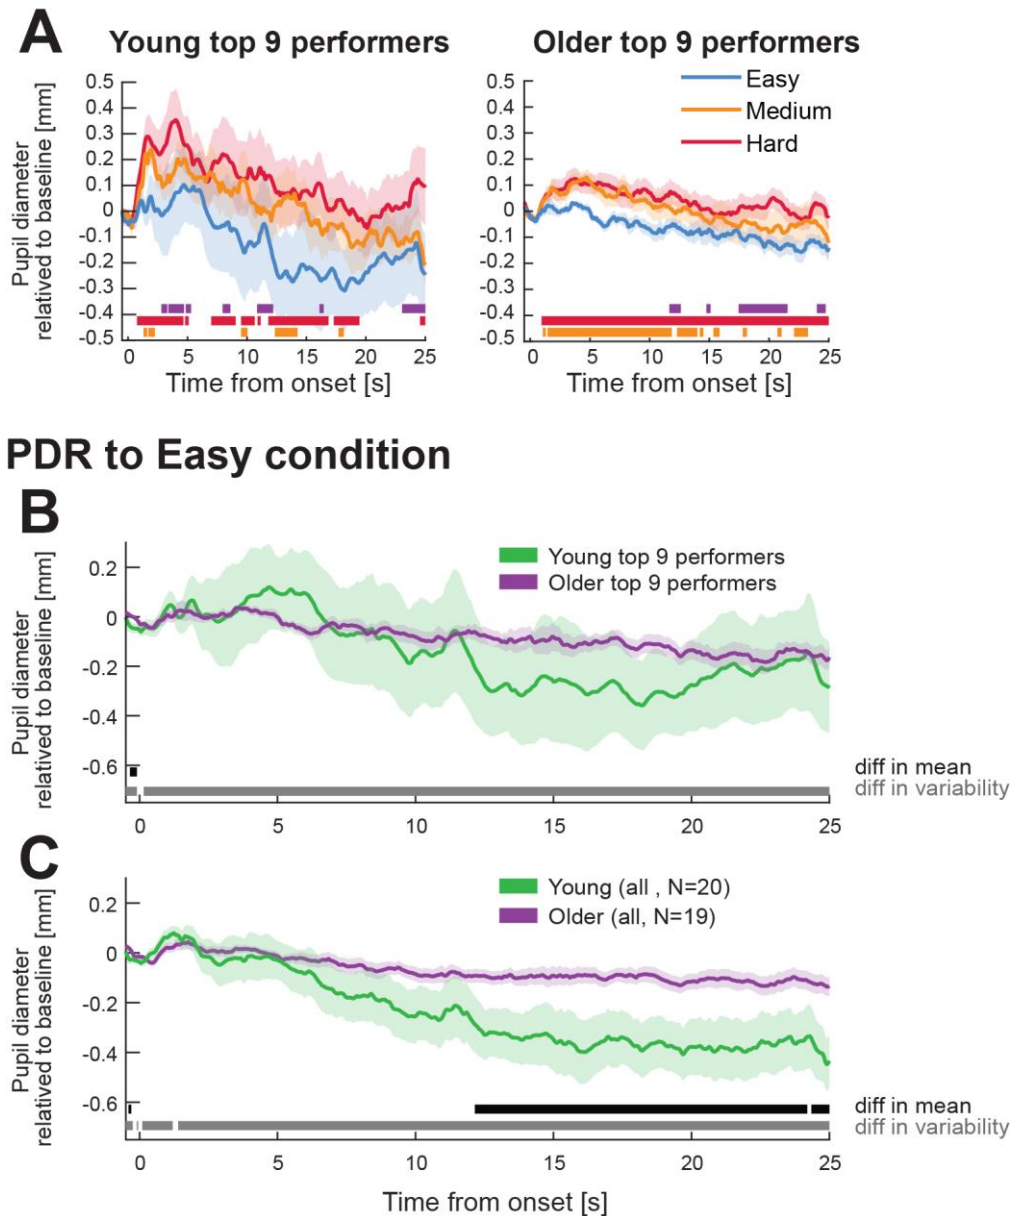 A
Young top 9 performers
Older top 9 performers
Pupil diameter
relatived to baseline [mm]
0.5
0.4
0.3
0.2
0.1
0
-0.1
-0.2
-0.3
-0.4
-0.5
0 5 10 15 20 25
Time from onset [s]
0.5
0.4
0.3
0.2
0.1
0
-0.1
-0.2
-0.3
-0.4
-0.5
0 5 10 15 20 25
Time from onset [s]
Easy
Medium
Hard
PDR to Easy condition
B
Pupil diameter
relatived to baseline [mm]
0.2
0
-0.2
-0.4
-0.6
Young top 9 performers
Older top 9 performers
diff in mean
diff in variability
0 5 10 15 20 25
C
Pupil diameter
relatived to baseline [mm]
0.2
0
-0.2
-0.4
-0.6
Young (all , N=20)
Older (all, N=19)
diff in mean
diff in variability
0 5 10 15 20 25
Time from onset [s]